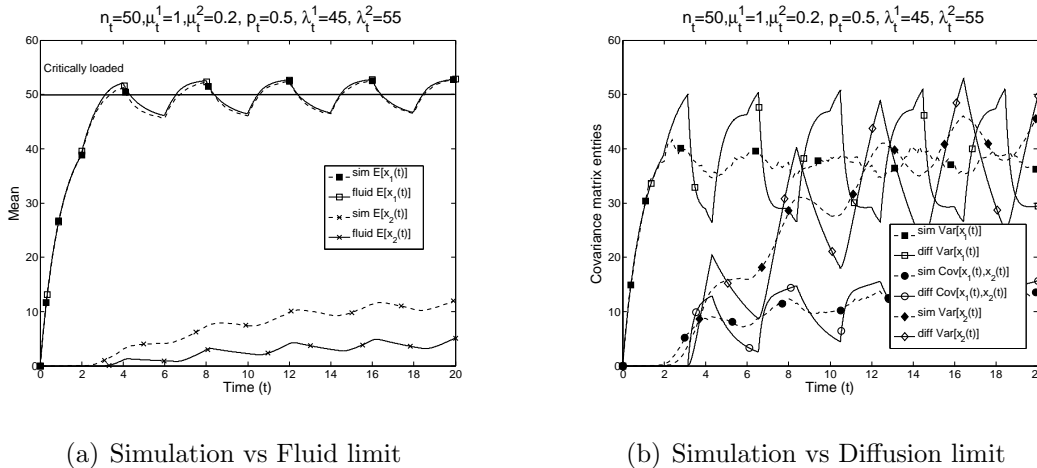 n_t=50,μ_t^1=1,μ_t^2=0.2, p_t=0.5, λ_t^1=45, λ_t^2=55
60
50
40
30
20
10
0
Mean
Critically loaded
sim E[x_1(t)]
fluid E[x_1(t)]
sim E[x_2(t)]
fluid E[x_2(t)]
0 2 4 6 8 10 12 14 16 18 20
Time (t)
(a) Simulation vs Fluid limit
n_t=50,μ_t^1=1,μ_t^2=0.2, p_t=0.5, λ_t^1=45, λ_t^2=55
60
50
40
30
20
10
0
Covariance matrix entries
sim Var[x_1(t)]
diff Var[x_1(t)]
sim Cov[x_1(t),x_2(t)]
diff Cov[x_1(t),x_2(t)]
sim Var[x_2(t)]
diff Var[x_2(t)]
0 2 4 6 8 10 12 14 16 18 20
Time (t)
(b) Simulation vs Diffusion limit